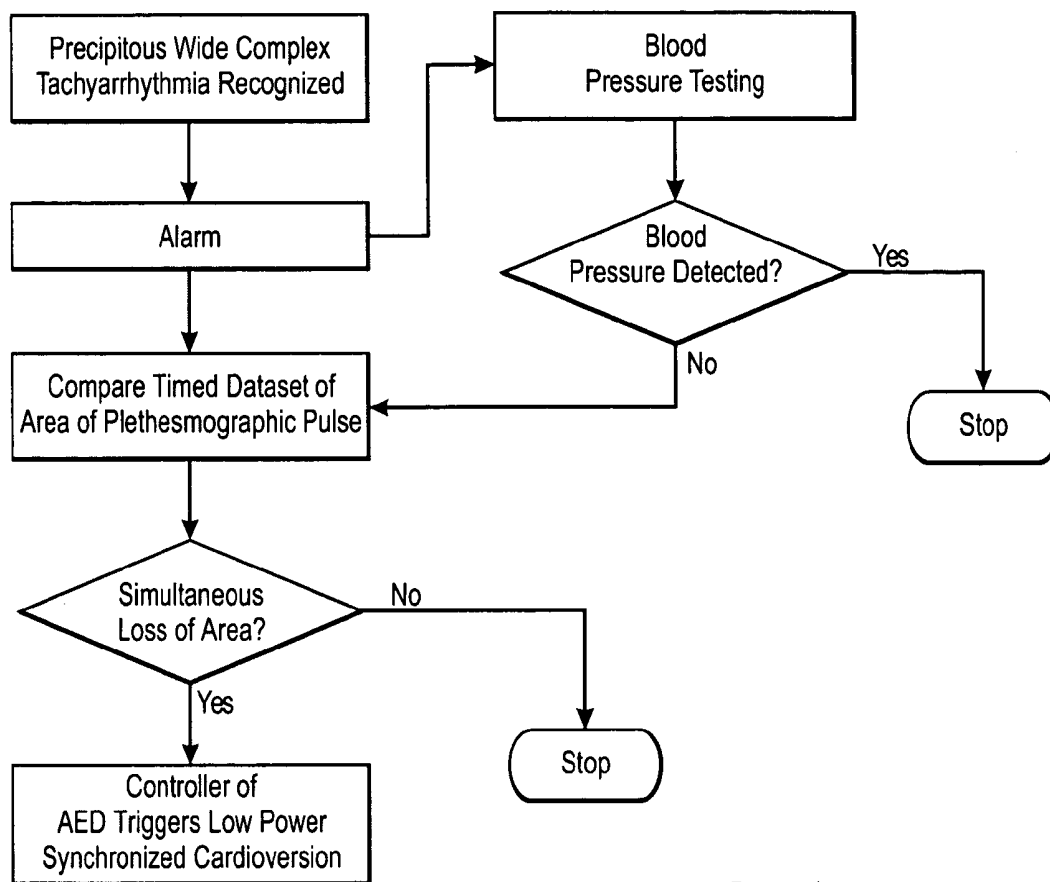 Precipitous Wide Complex
Tachyarrhythmia Recognized
Blood
Pressure Testing
Alarm
Blood
Pressure Detected?
Yes
No
Compare Timed Dataset of
Area of Plethesmographic Pulse
Stop
Simultaneous
Loss of Area?
No
Yes
Stop
Controller of
AED Triggers Low Power
Synchronized Cardioversion